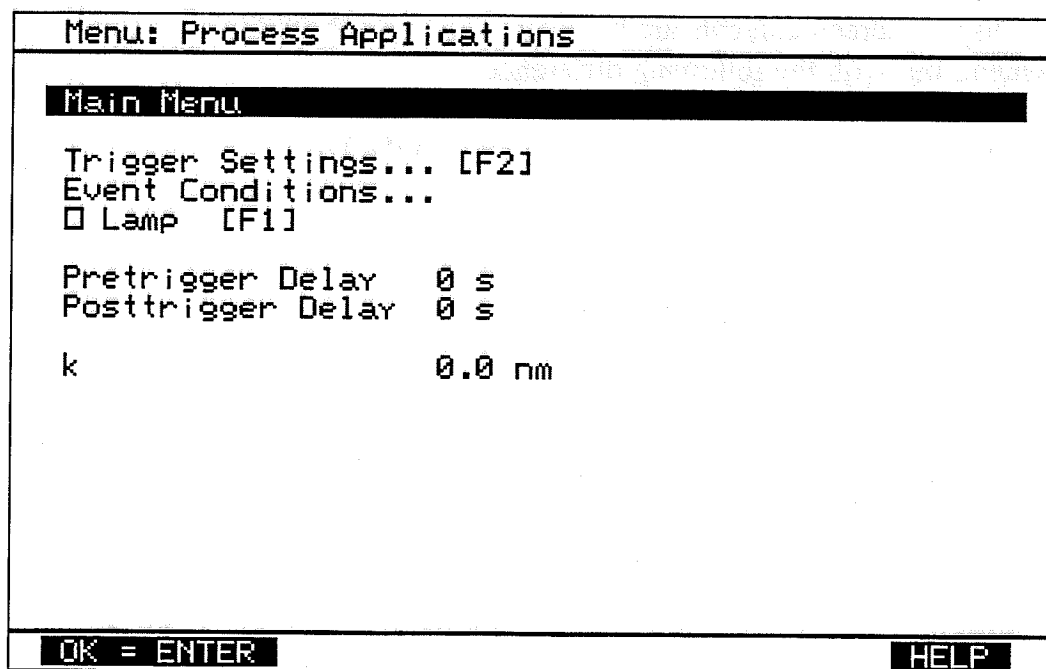 Menu: Process Applications
Main Menu
Trigger Settings... [F2]
Event Conditions...
□ Lamp [F1]
Pretrigger Delay 0 s
Posttrigger Delay 0 s
k 0.0 nm
OK = ENTER HELP